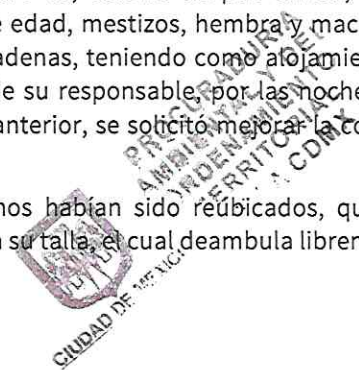 e edad, mestizos, hembra y mac
adenas, teniendo como alojamie
e su responsable, por las noche
anterior, se solicitó mejorar la co
PROCURADURÍA
AMBIENTAL Y DEL
ORDENAMIENTO
TERRITORIAL
CDMX
nos habían sido reubicados, qu
su talla, el cual deambula libren
CIUDAD DE MÉXICO